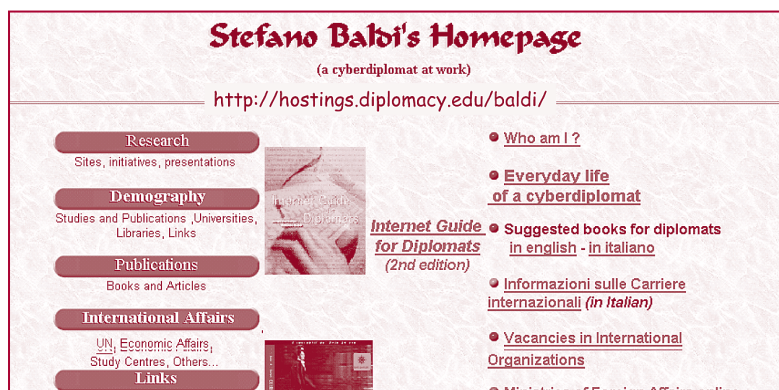 Stefano Baldi's Homepage
(a cyberdiplomat at work)
http://hostings.diplomacy.edu/baldi/
Research
Sites, initiatives, presentations
Demography
Studies and Publications ,Universities,
Libraries, Links
Publications
Books and Articles
International Affairs
UN, Economic Affairs,
Study Centres, Others...
Links
Internet Guide
Diplomats
Internet Guide
for Diplomats
(2nd edition)
Who am I ?
Everyday life
of a cyberdiplomat
Suggested books for diplomats
in english - in italiano
Informazioni sulle Carriere
internazionali (in Italian)
Vacancies in International
Organizations